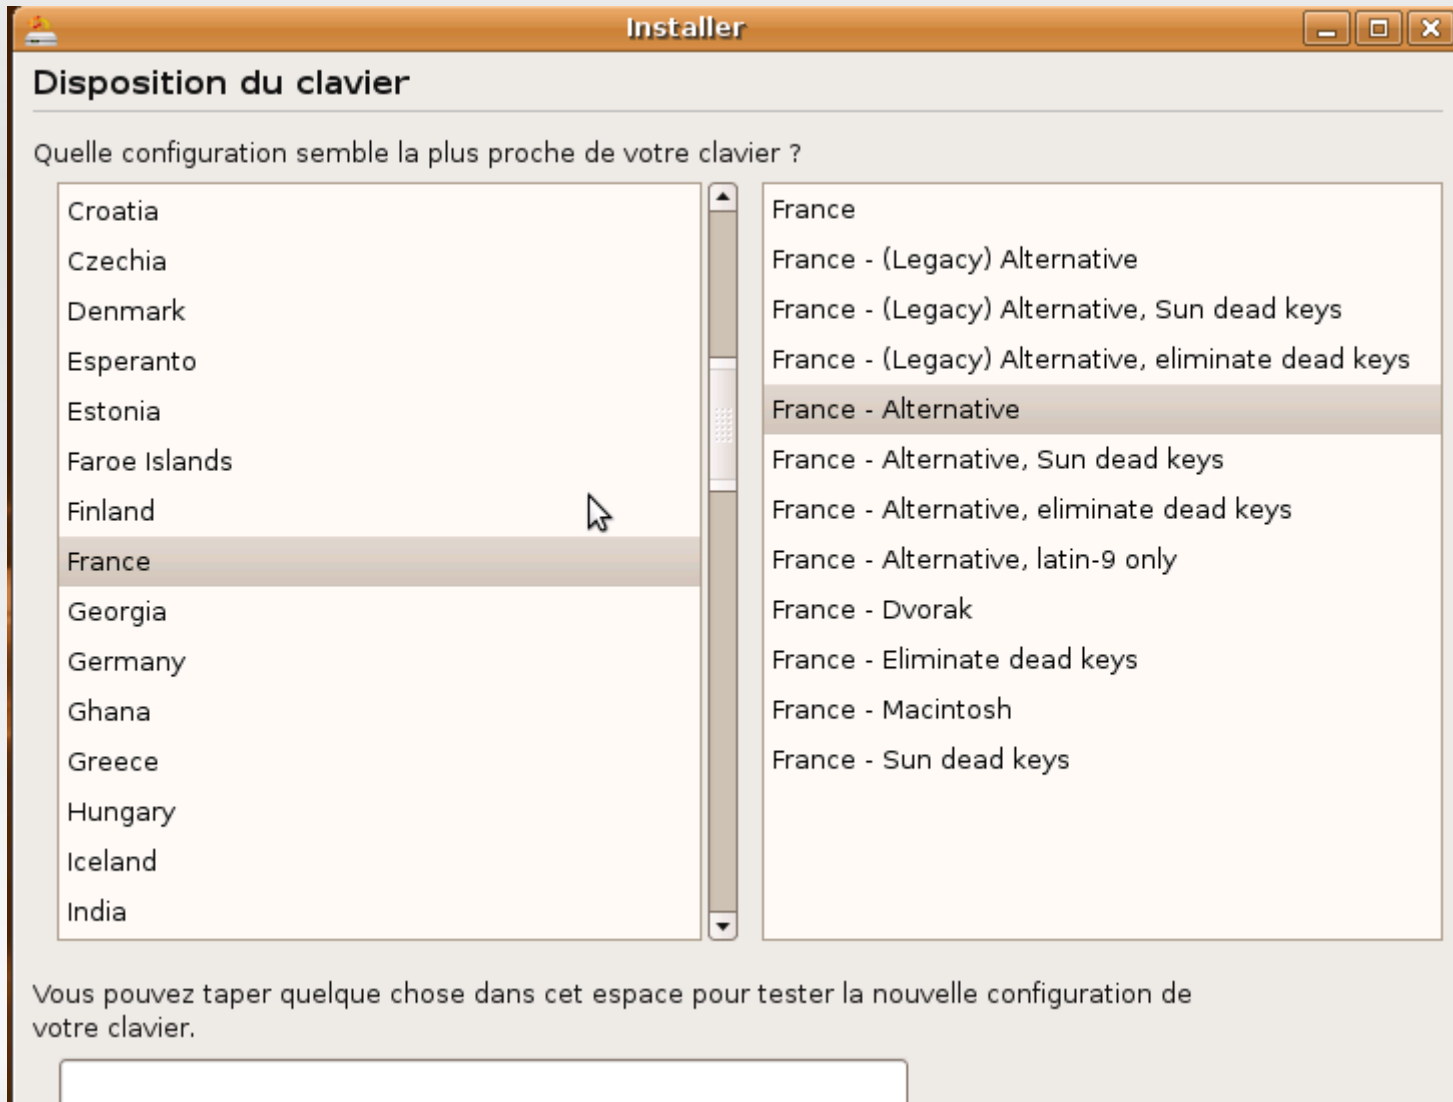 Installer
Disposition du clavier
Quelle configuration semble la plus proche de votre clavier ?
Croatia
Czechia
Denmark
Esperanto
Estonia
Faroe Islands
Finland
France
Georgia
Germany
Ghana
Greece
Hungary
Iceland
India
France
France - (Legacy) Alternative
France - (Legacy) Alternative, Sun dead keys
France - (Legacy) Alternative, eliminate dead keys
France - Alternative
France - Alternative, Sun dead keys
France - Alternative, eliminate dead keys
France - Alternative, latin-9 only
France - Dvorak
France - Eliminate dead keys
France - Macintosh
France - Sun dead keys
Vous pouvez taper quelque chose dans cet espace pour tester la nouvelle configuration de
votre clavier.